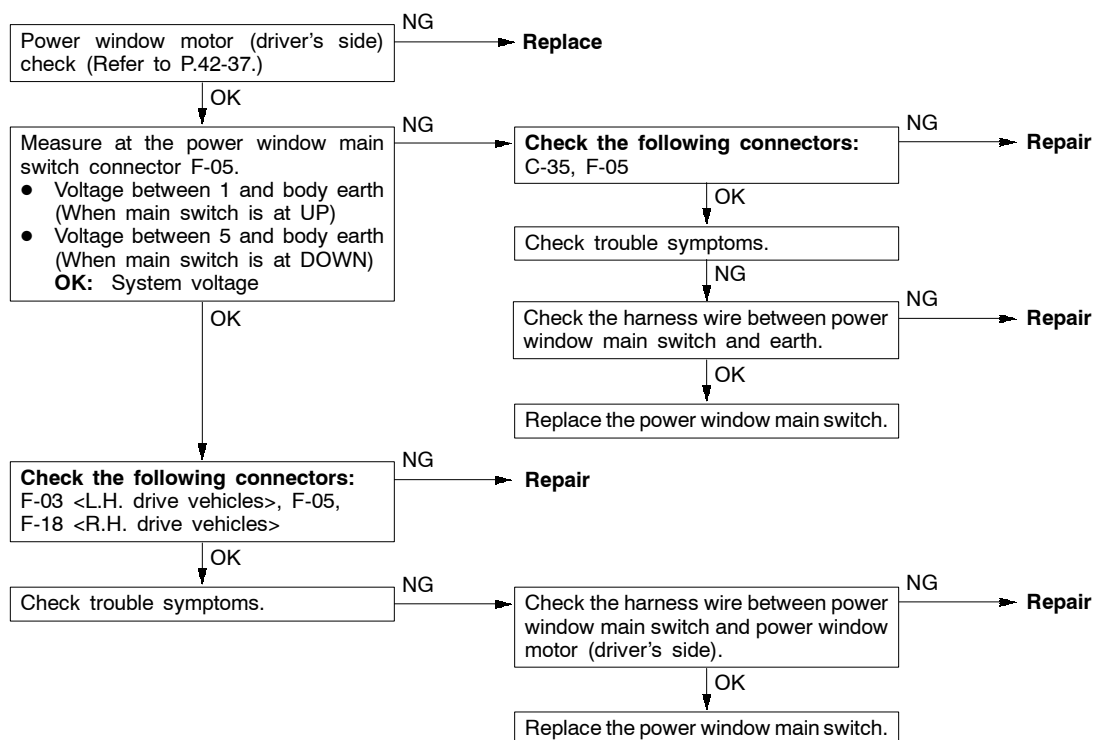 Power window motor (driver's side)
check (Refer to P.42-37.)
NG
Replace
OK
Measure at the power window main
switch connector F-05.
● Voltage between 1 and body earth
(When main switch is at UP)
● Voltage between 5 and body earth
(When main switch is at DOWN)
OK: System voltage
NG
Check the following connectors:
C-35, F-05
NG
Repair
OK
Check trouble symptoms.
NG
Check the harness wire between power
window main switch and earth.
NG
Repair
OK
Replace the power window main switch.
OK
Check the following connectors:
F-03 <L.H. drive vehicles>, F-05,
F-18 <R.H. drive vehicles>
NG
Repair
OK
Check trouble symptoms.
NG
Check the harness wire between power
window main switch and power window
motor (driver's side).
NG
Repair
OK
Replace the power window main switch.